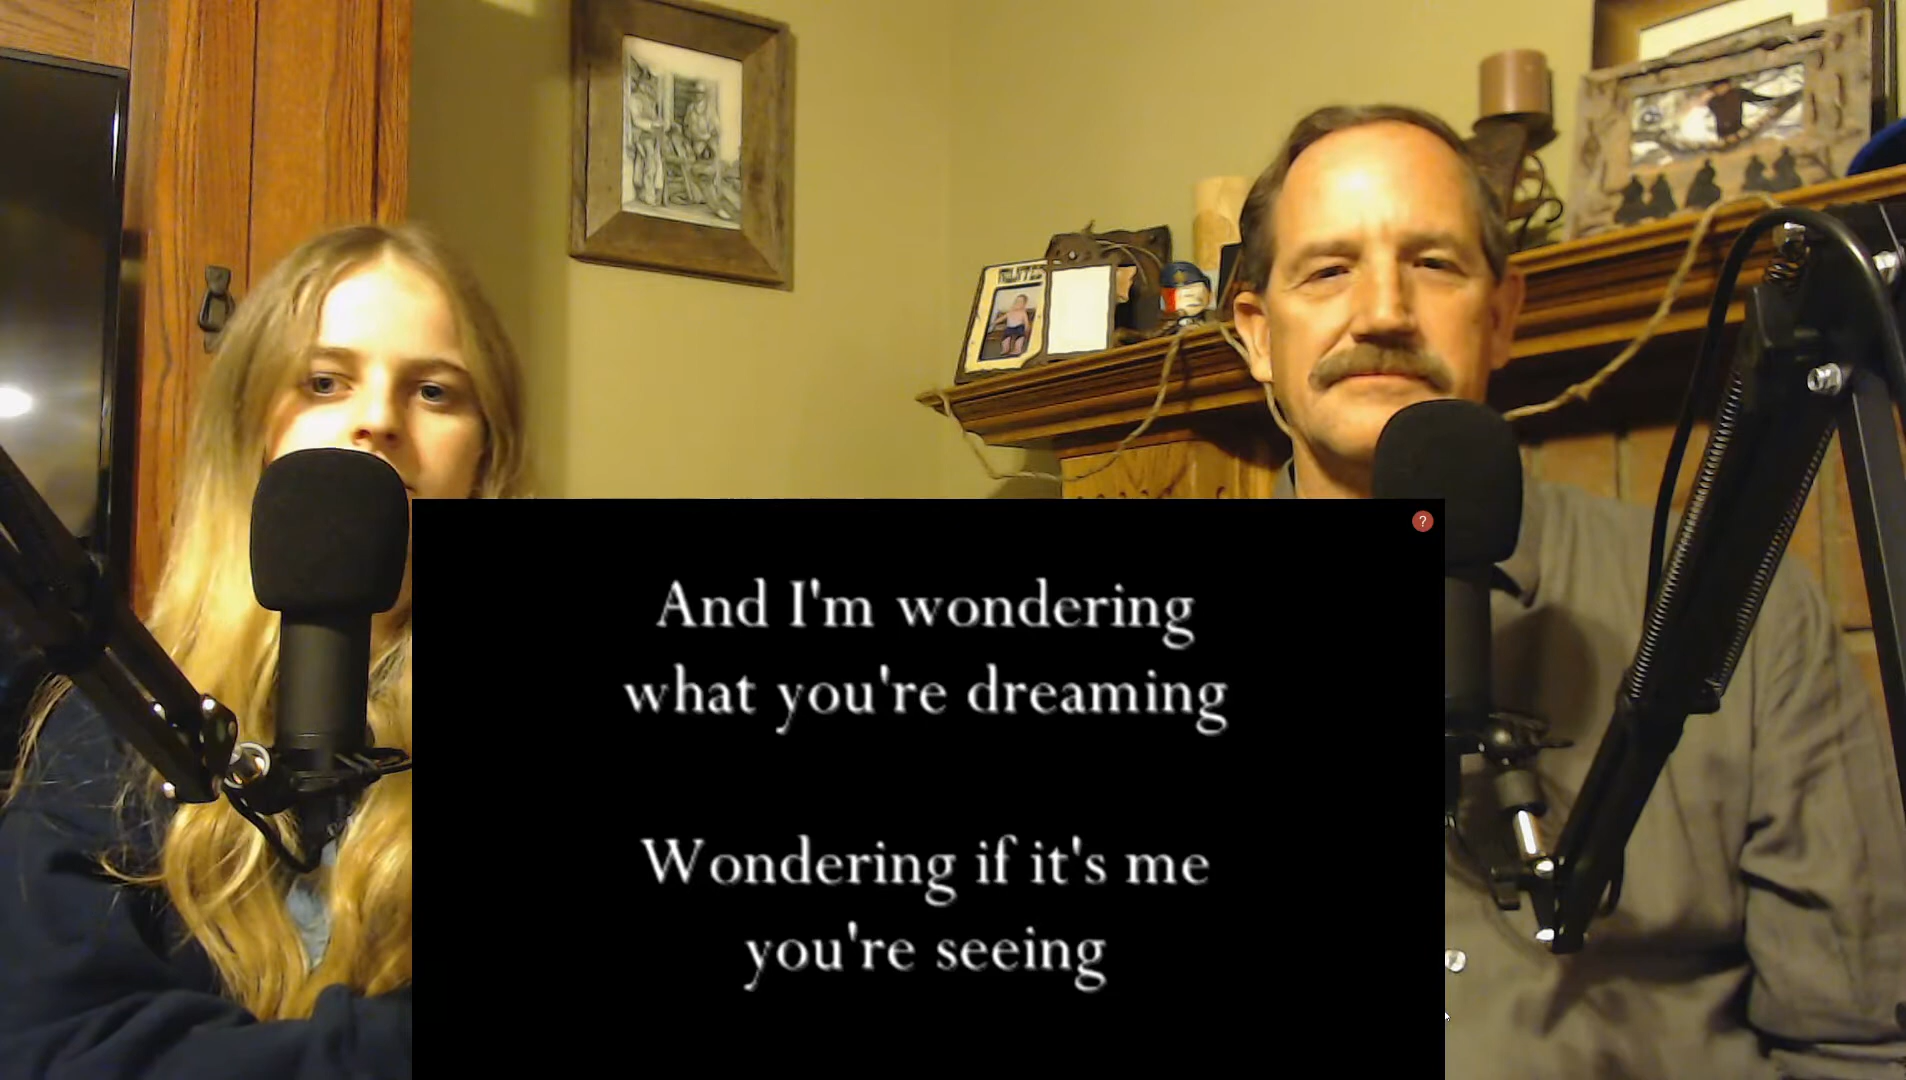 ?
And I'm wondering
what you're dreaming
Wondering if it's me
you're seeing